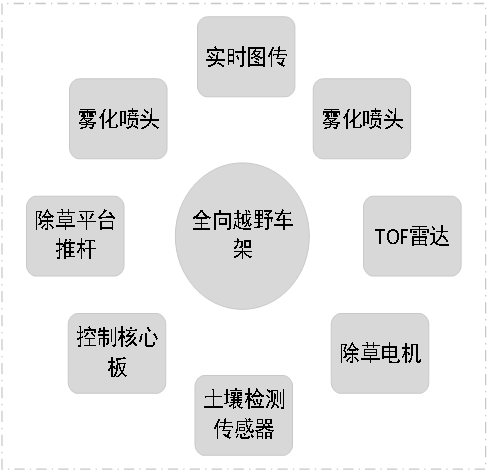 实时图传
雾化喷头
雾化喷头
除草平台
推杆
全向越野车
架
TOF雷达
控制核心
板
除草电机
土壤检测
传感器